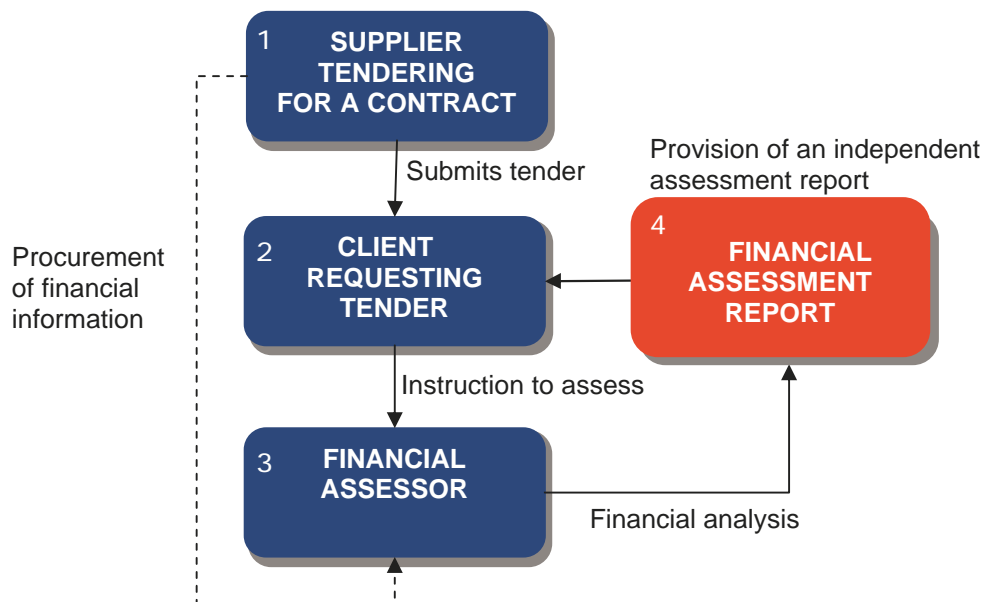 1
SUPPLIER
TENDERING
FOR A CONTRACT
Submits tender
Provision of an independent
assessment report
Procurement
of financial
information
2
CLIENT
REQUESTING
TENDER
4
FINANCIAL
ASSESSMENT
REPORT
Instruction to assess
3
FINANCIAL
ASSESSOR
Financial analysis